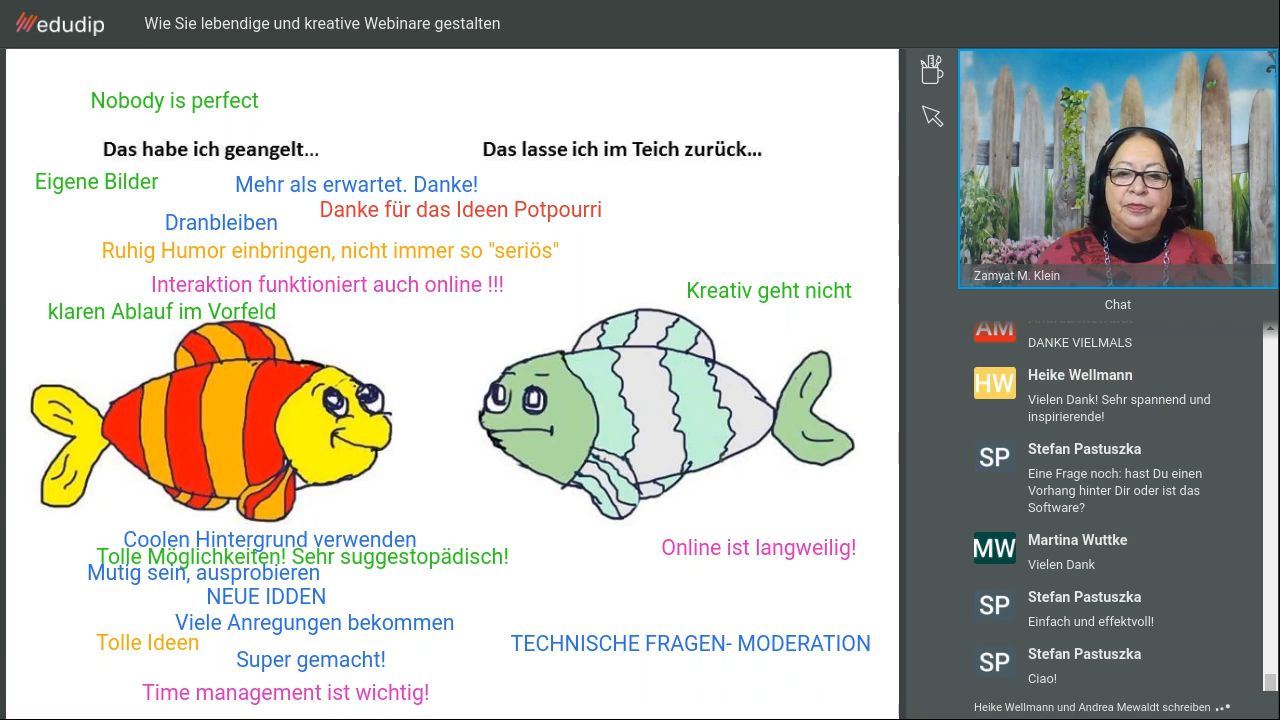 edudip
Wie Sie lebendige und kreative Webinare gestalten
Nobody is perfect
Das habe ich geangelt...
Das lasse ich im Teich zurück...
Eigene Bilder
Mehr als erwartet. Danke!
Danke für das Ideen Potpourri
Dranbleiben
Ruhig Humor einbringen, nicht immer so "seriös"
Interaktion funktioniert auch online !!!
Kreativ geht nicht
klaren Ablauf im Vorfeld
Coolen Hintergrund verwenden
Tolle Möglichkeiten! Sehr suggestopädisch!
Online ist langweilig!
Mutig sein, ausprobieren
NEUE IDDEN
Viele Anregungen bekommen
Tolle Ideen
TECHNISCHE FRAGEN- MODERATION
Super gemacht!
Time management ist wichtig!
Zamyat M. Klein
Chat
AM
DANKE VIELMALS
HW
Heike Wellmann
Vielen Dank! Sehr spannend und
inspirierende!
SP
Stefan Pastuszka
Eine Frage noch: hast Du einen
Vorhang hinter Dir oder ist das
Software?
MW
Martina Wuttke
Vielen Dank
SP
Stefan Pastuszka
Einfach und effektvoll!
SP
Stefan Pastuszka
Ciao!
Heike Wellmann und Andrea Mewaldt schreiben